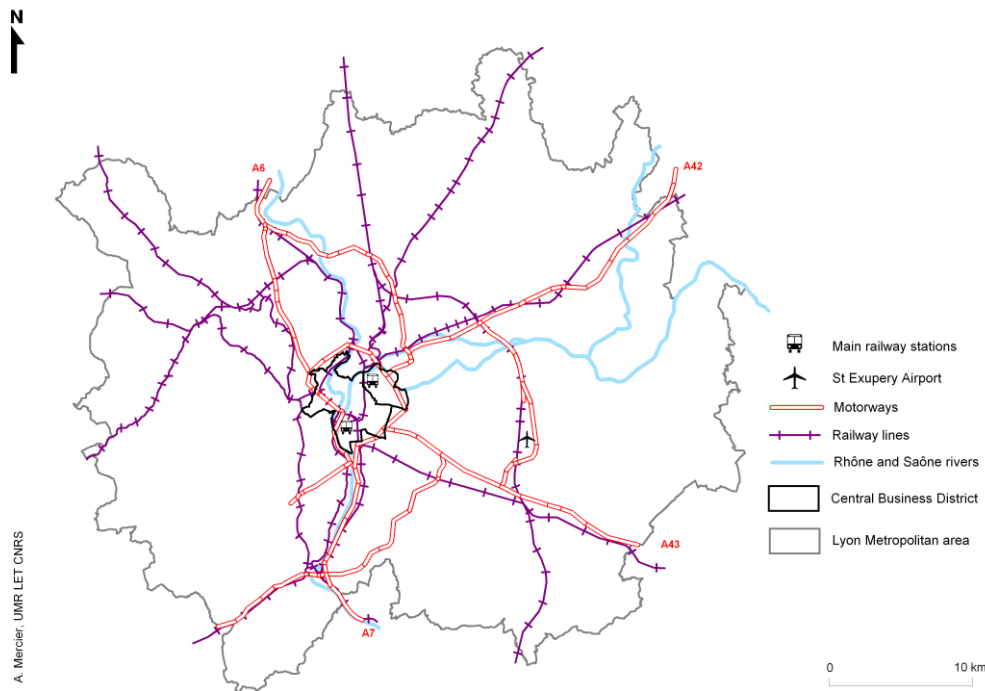 N
A6
A42
Main railway stations
St Exupery Airport
Motorways
Railway lines
Rhône and Saône rivers
Central Business District
Lyon Metropolitan area
A43
A7
A. Mercier, UMR LET CNRS
0 10 km